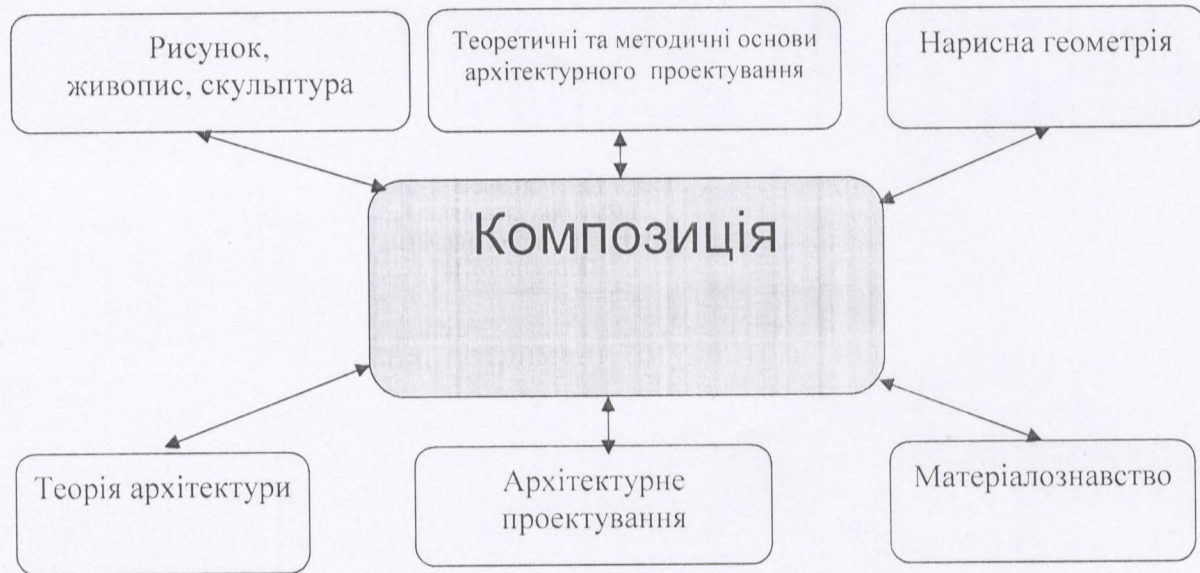 Рисунок,
живопис, скульптура
Теоретичні та методичні основи
архітектурного проектування
Нарисна геометрія
Композиція
Теорія архітектури
Архітектурне
проектування
Матеріалознавство